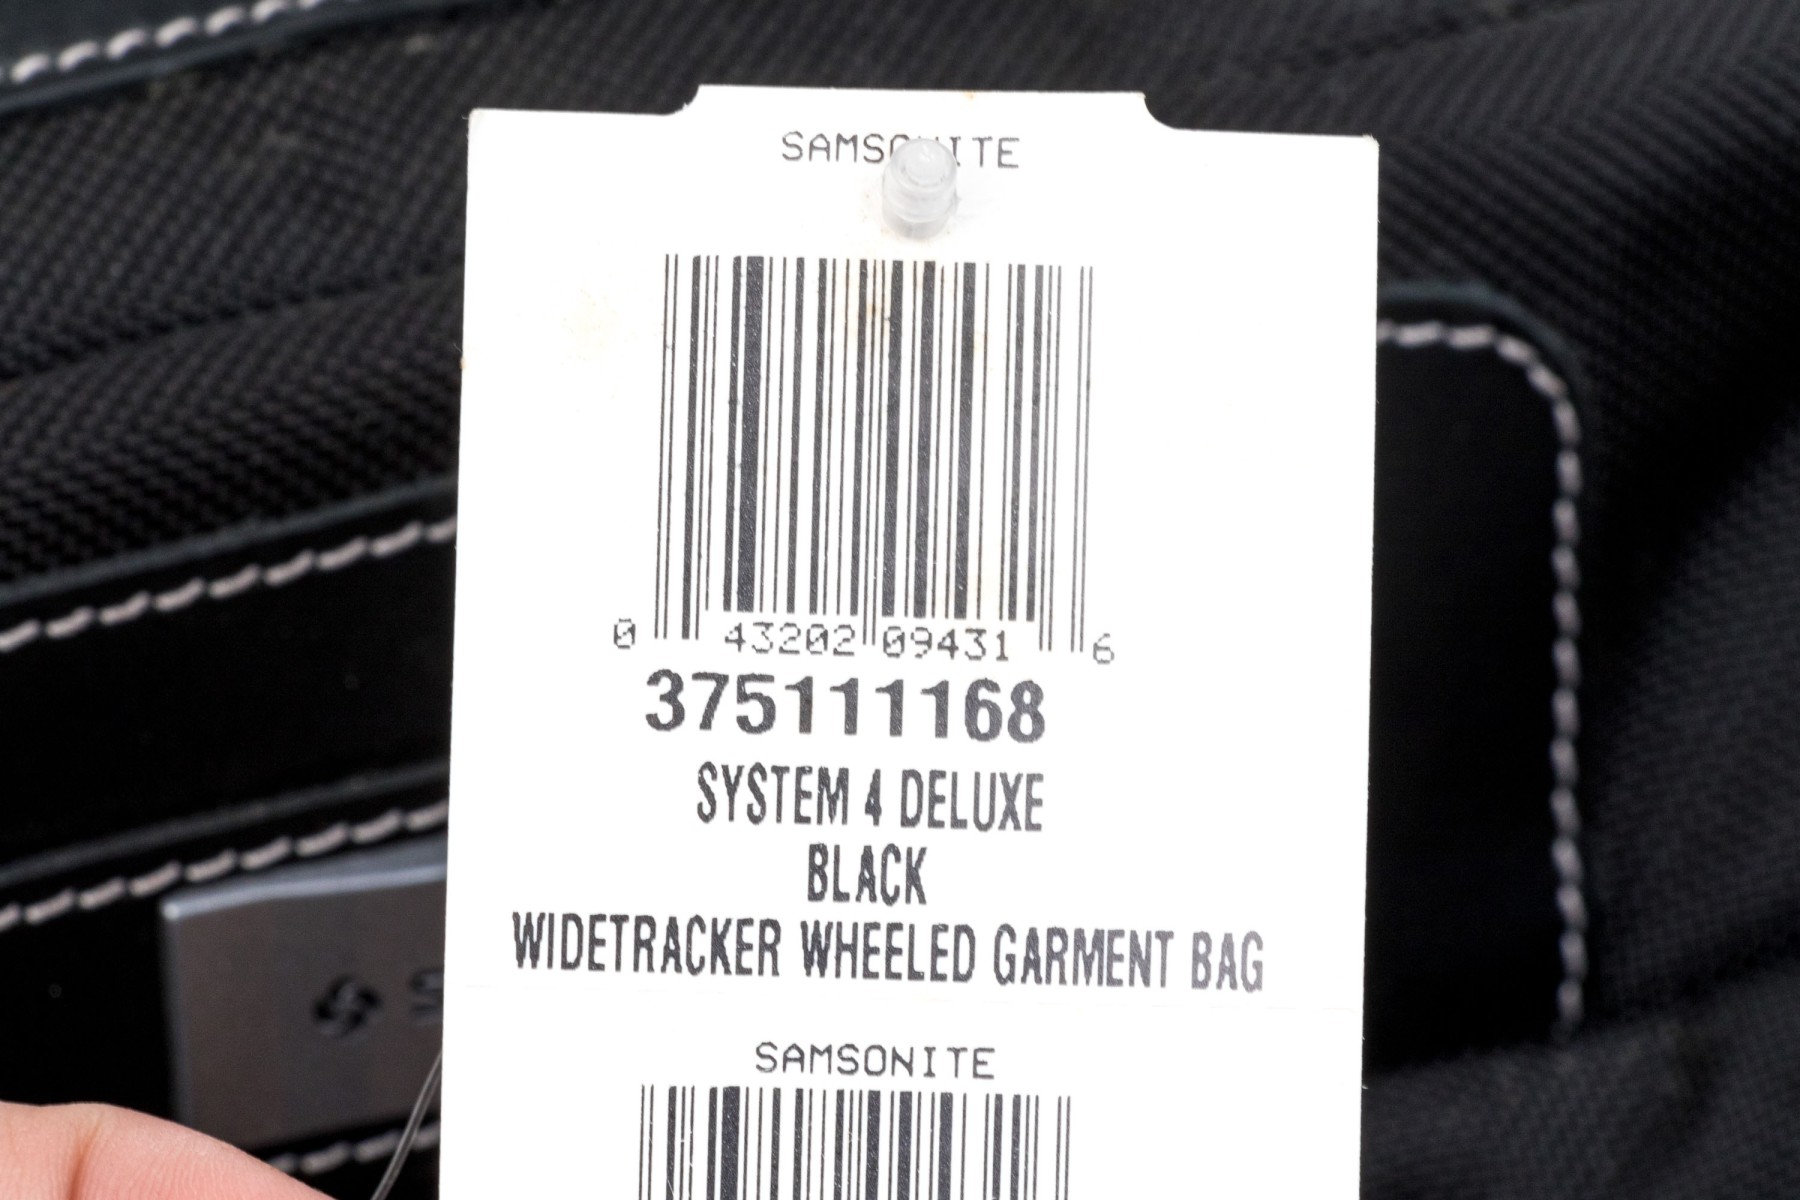 SAMSONITE
0 43202 09431 6
375111168
SYSTEM 4 DELUXE
BLACK
WIDETRACKER WHEELED GARMENT BAG
SAMSONITE
S